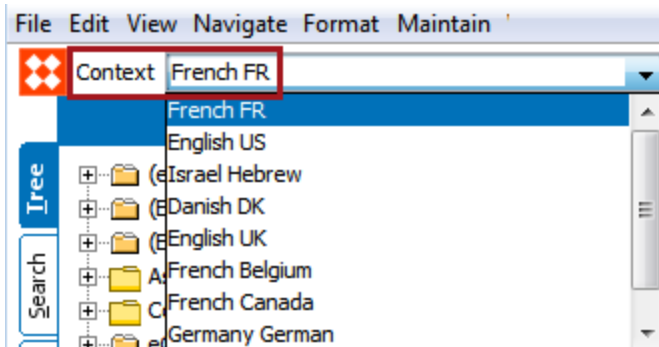 File Edit View Navigate Format Maintain
Context French FR
French FR
English US
Tree
(e Israel Hebrew
(E Danish DK
(E English UK
Search
A French Belgium
C French Canada
e Germany German